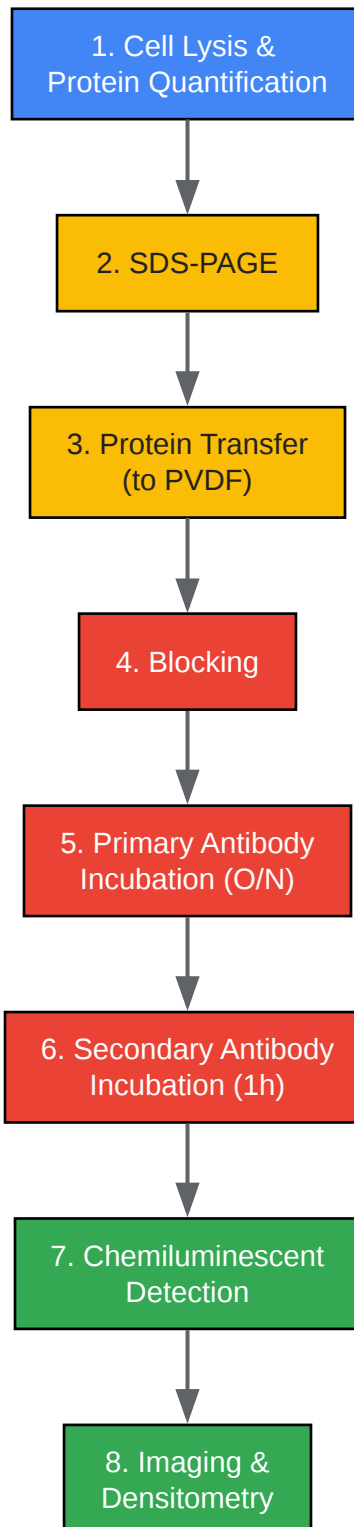 1. Cell Lysis &
Protein Quantification
2. SDS-PAGE
3. Protein Transfer
(to PVDF)
4. Blocking
5. Primary Antibody
Incubation (O/N)
6. Secondary Antibody
Incubation (1h)
7. Chemiluminescent
Detection
8. Imaging &
Densitometry